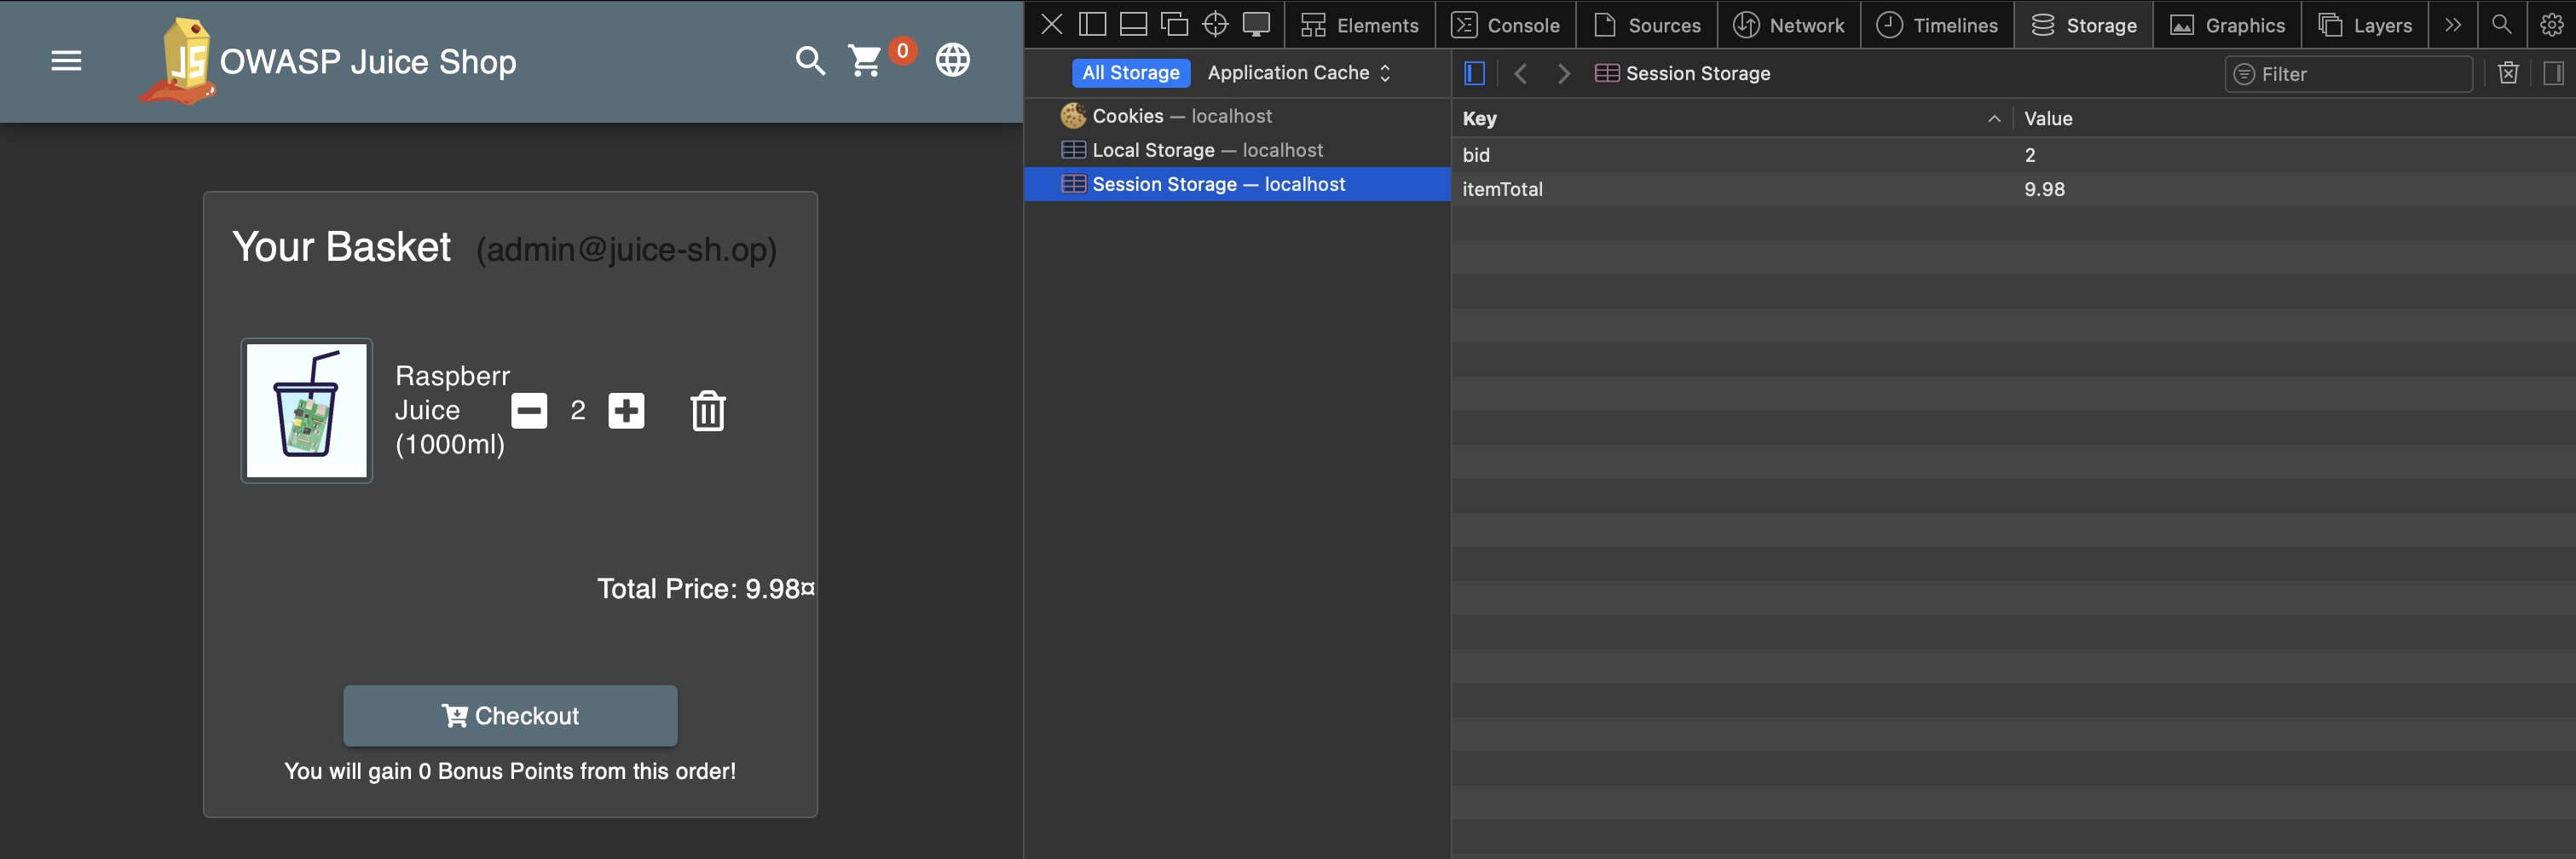 JS
OWASP Juice Shop
0
Your Basket (admin@juice-sh.op)
Raspberr
Juice
(1000ml)
2
Total Price: 9.98¤
Checkout
You will gain 0 Bonus Points from this order!
Elements
Console
Sources
Network
Timelines
Storage
Graphics
Layers
All Storage
Application Cache
Session Storage
Filter
Cookies — localhost
Local Storage — localhost
Session Storage — localhost
Key Value
bid 2
itemTotal 9.98